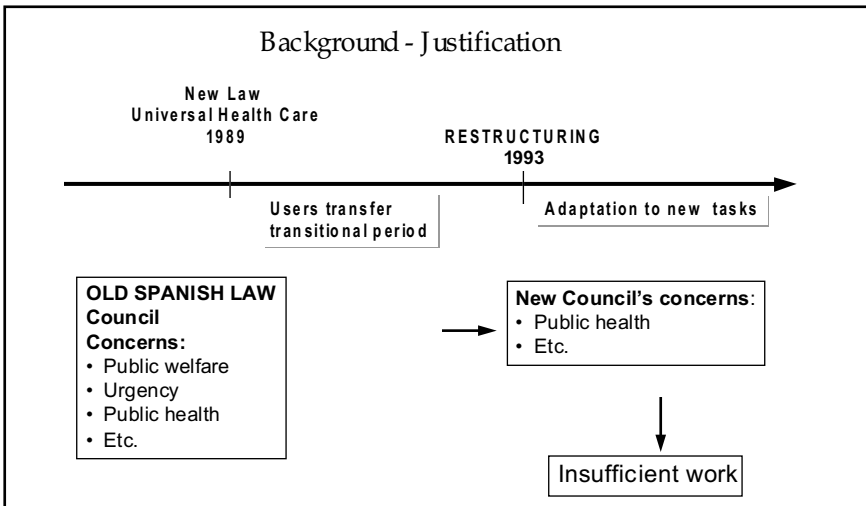 Background - Justification
New Law
Universal Health Care
1989
RESTRUCTURING
1993
Users transfer
transitional period
Adaptation to new tasks
OLD SPANISH LAW
Council
Concerns:
• Public welfare
• Urgency
• Public health
• Etc.
New Council's concerns:
• Public health
• Etc.
Insufficient work